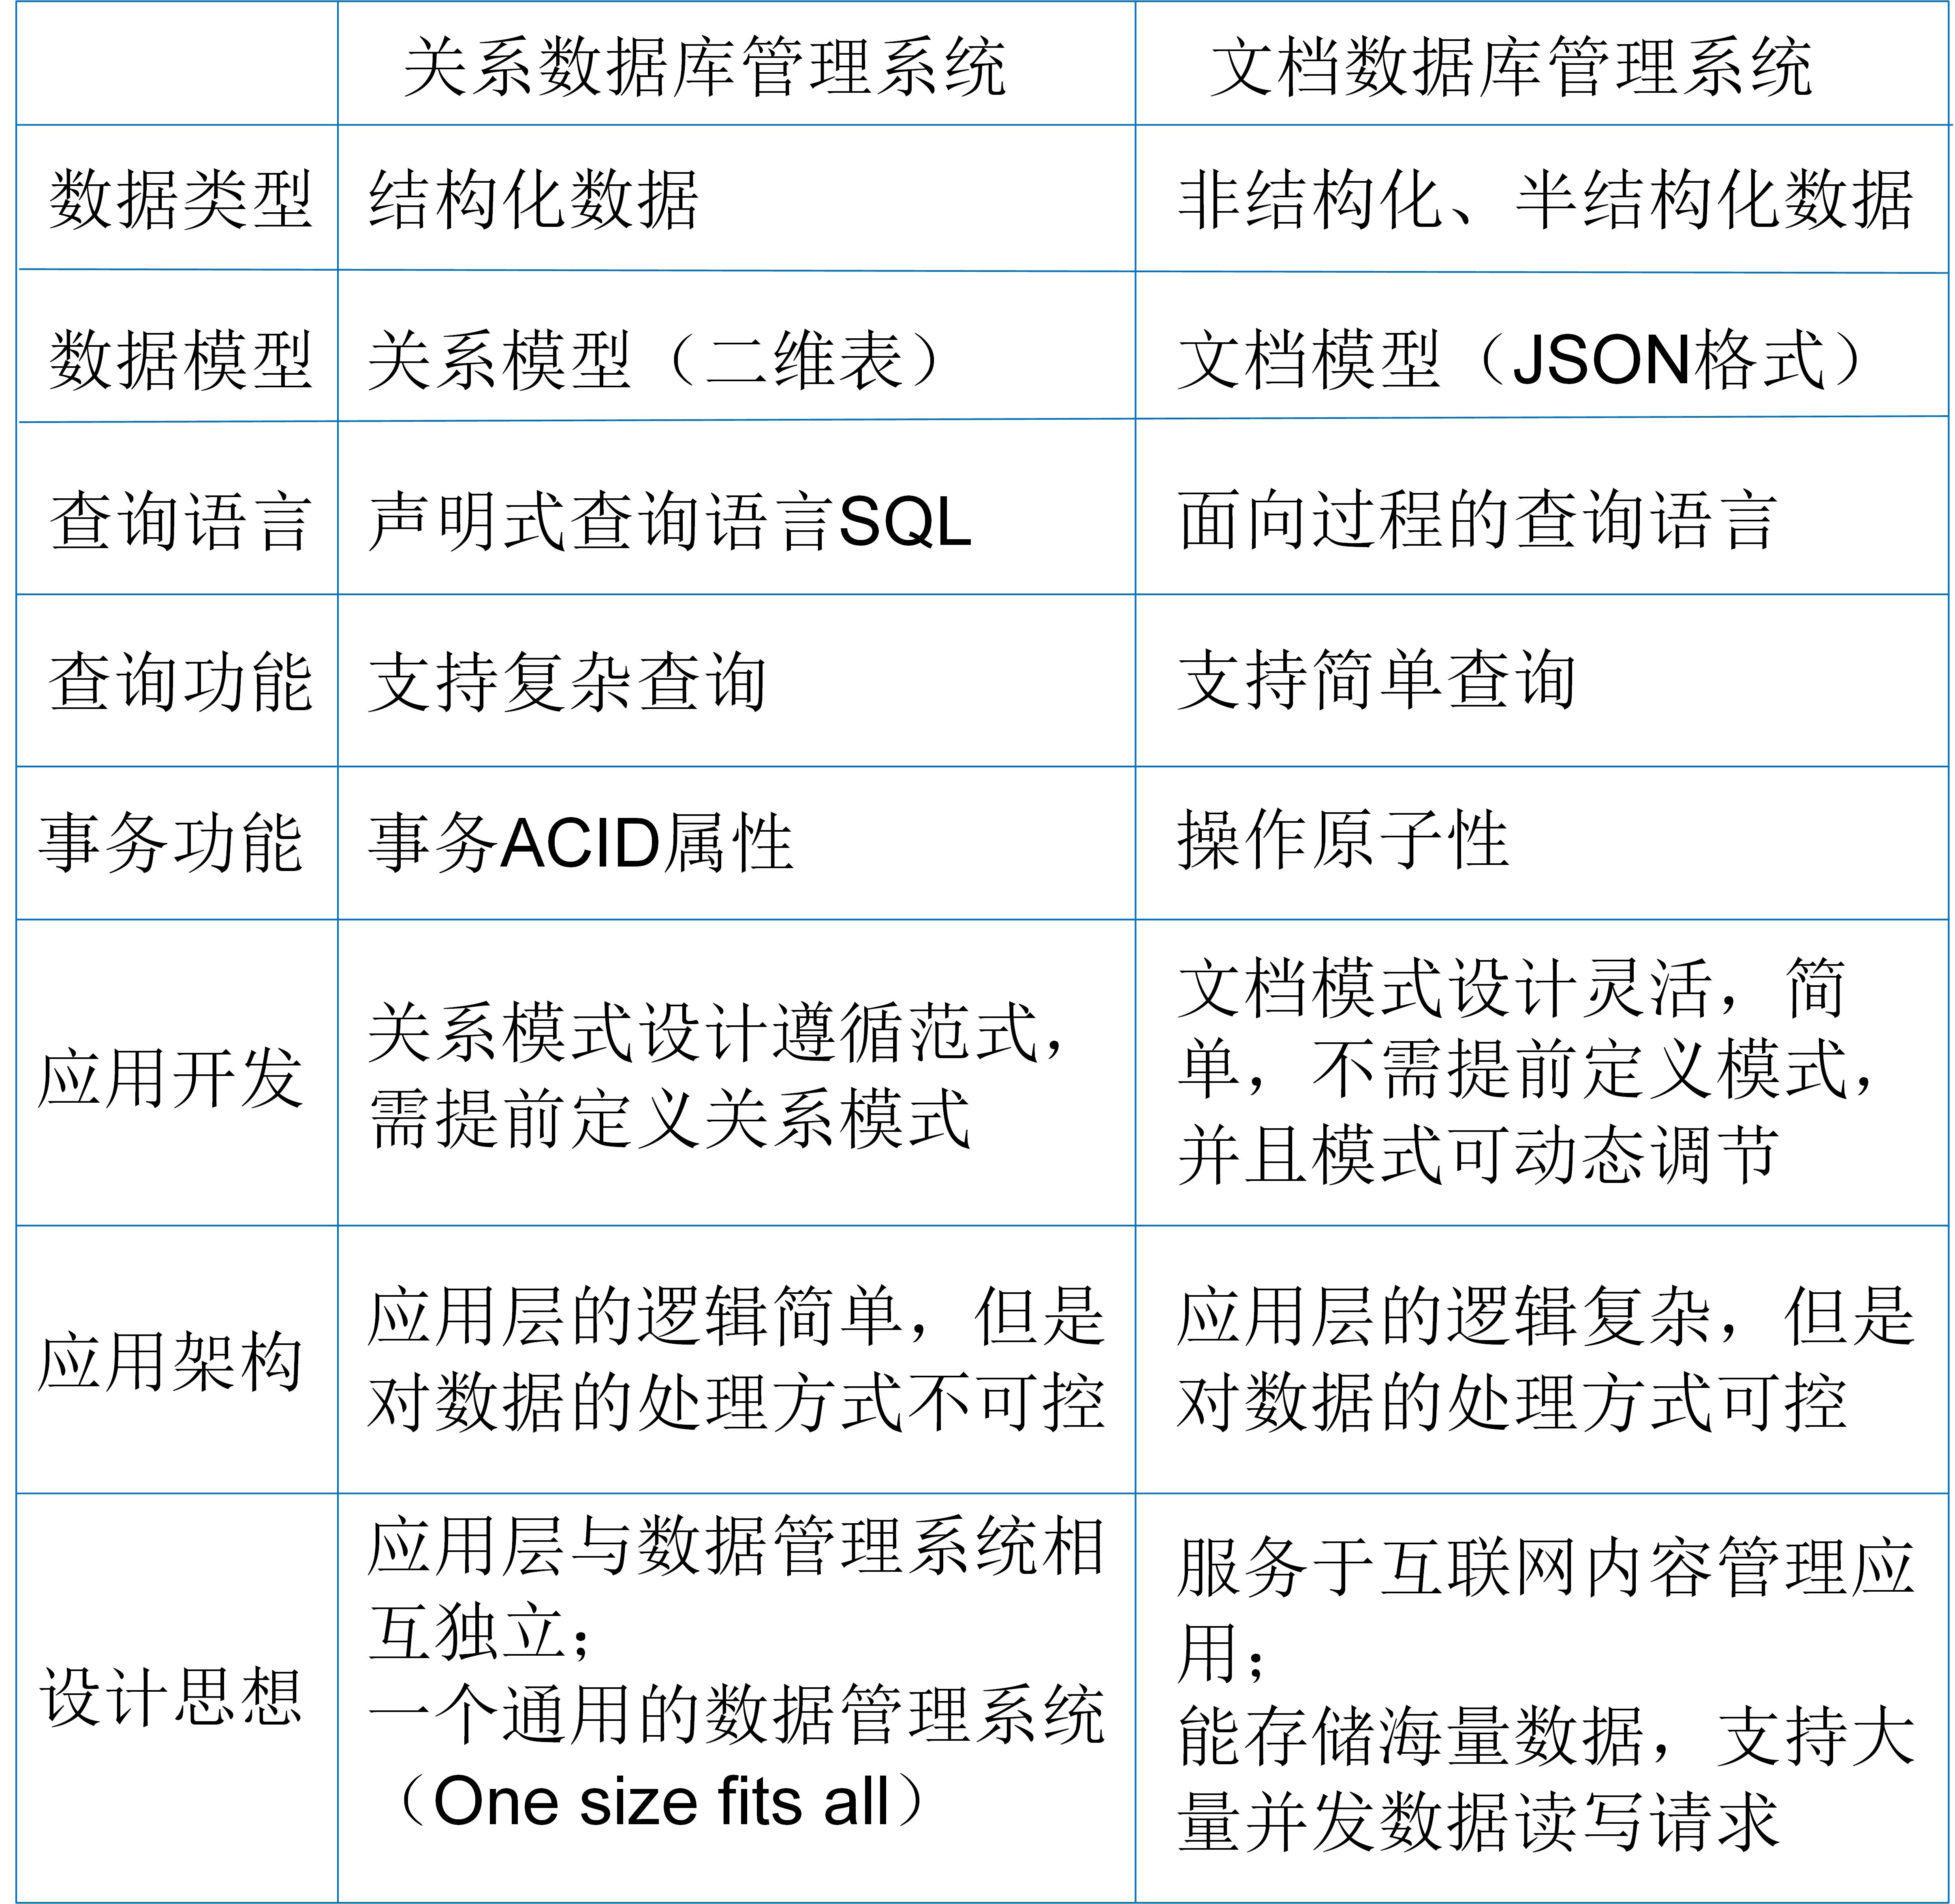 关系数据库管理系统
文档数据库管理系统
数据类型
结构化数据
非结构化、半结构化数据
数据模型
关系模型（二维表）
文档模型（JSON格式）
查询语言
声明式查询语言SQL
面向过程的查询语言
查询功能
支持复杂查询
支持简单查询
事务功能
事务ACID属性
操作原子性
应用开发
关系模式设计遵循范式，
需提前定义关系模式
文档模式设计灵活，简
单，不需提前定义模式，
并且模式可动态调节
应用架构
应用层的逻辑简单，但是
对数据的处理方式不可控
应用层的逻辑复杂，但是
对数据的处理方式可控
设计思想
应用层与数据管理系统相
互独立；
一个通用的数据管理系统
（One size fits all）
服务于互联网内容管理应
用；
能存储海量数据，支持大
量并发数据读写请求